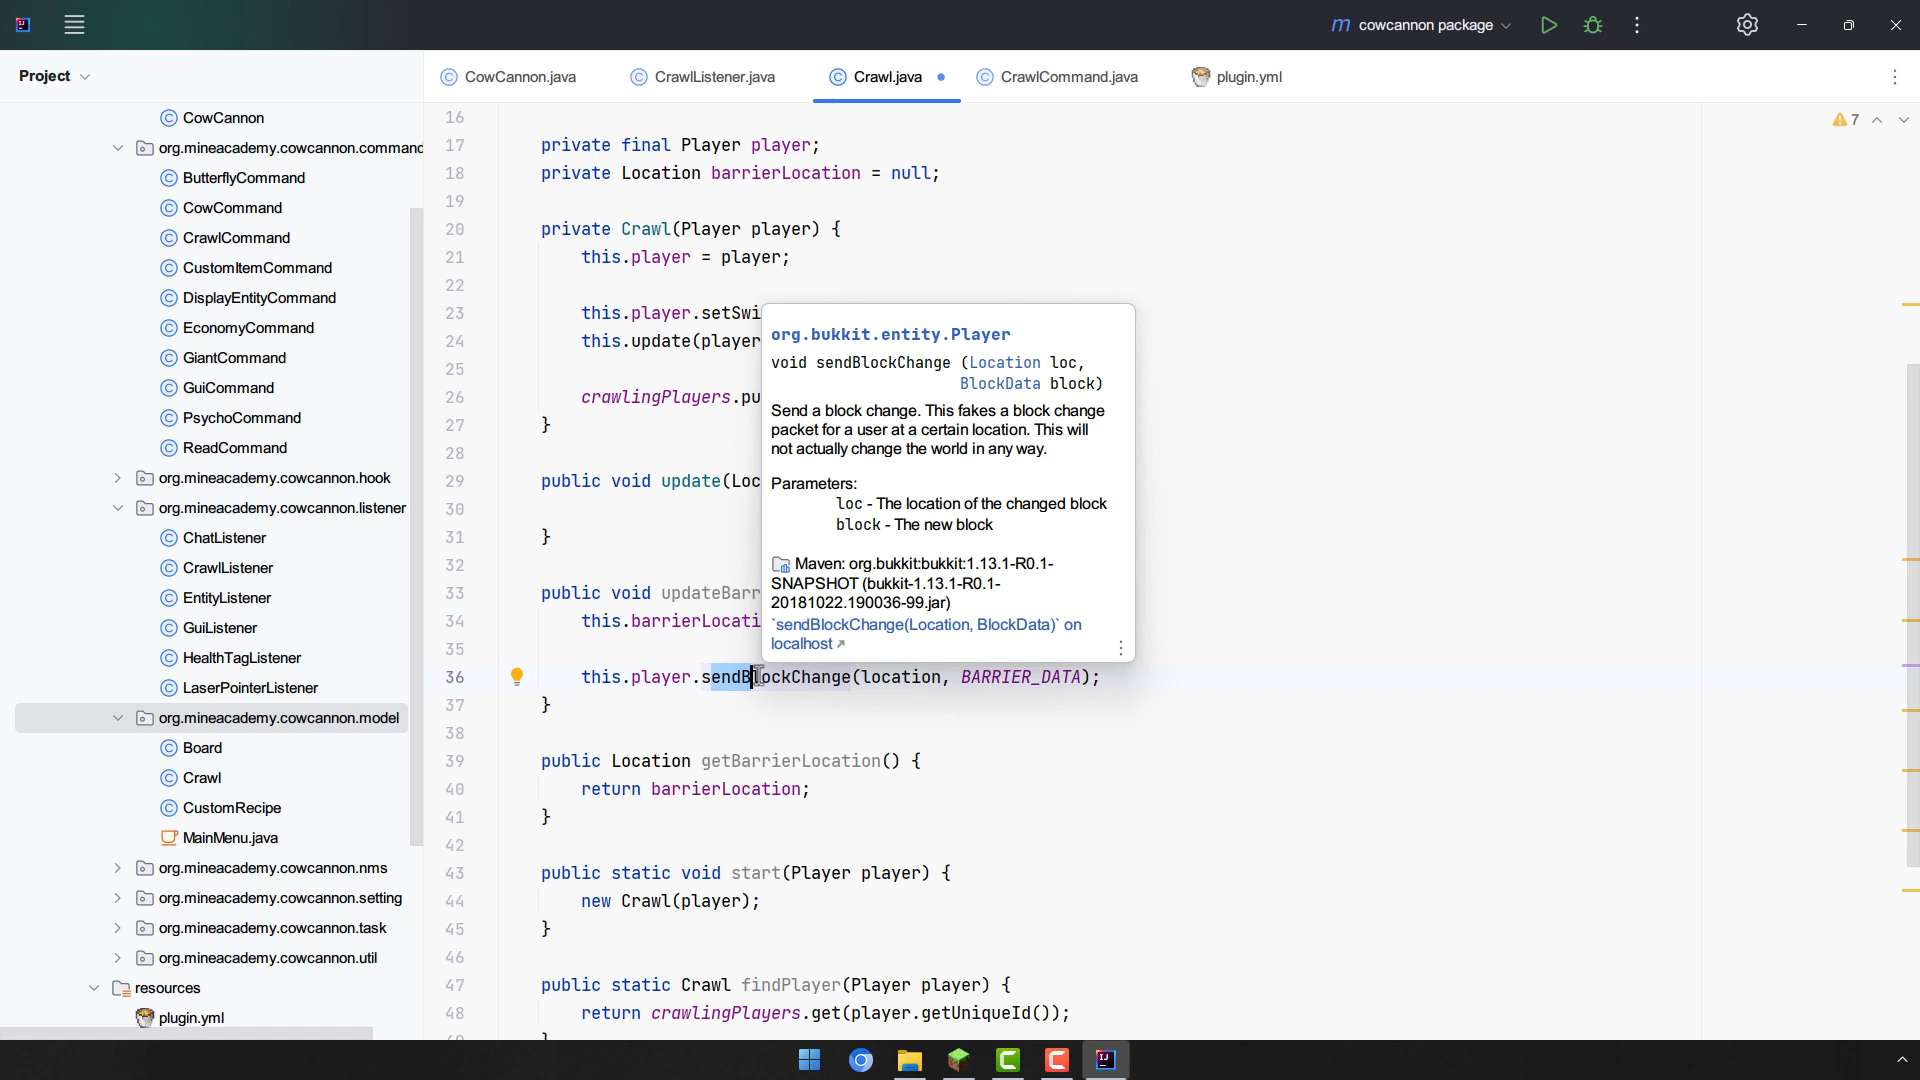 cowcannon package
Project
CowCannon.java
CrawlListener.java
Crawl.java
CrawlCommand.java
plugin.yml
CowCannon
org.mineacademy.cowcannon.command
ButterflyCommand
CowCommand
CrawlCommand
CustomItemCommand
DisplayEntityCommand
EconomyCommand
GiantCommand
GuiCommand
PsychoCommand
ReadCommand
org.mineacademy.cowcannon.hook
org.mineacademy.cowcannon.listener
ChatListener
CrawlListener
EntityListener
GuiListener
HealthTagListener
LaserPointerListener
org.mineacademy.cowcannon.model
Board
Crawl
CustomRecipe
MainMenu.java
org.mineacademy.cowcannon.nms
org.mineacademy.cowcannon.setting
org.mineacademy.cowcannon.task
org.mineacademy.cowcannon.util
resources
plugin.yml
7
16
17 private final Player player;
18 private Location barrierLocation = null;
19
20 private Crawl(Player player) {
21 this.player = player;
22
23 this.player.setSwi
24 this.update(player
25
26 crawlingPlayers.pu
27 }
28
29 public void update(Loc
30
31 }
32
33 public void updateBarr
34 this.barrierLocati
35
36 this.player.sendBlockChange(location, BARRIER_DATA);
37 }
38
39 public Location getBarrierLocation() {
40 return barrierLocation;
41 }
42
43 public static void start(Player player) {
44 new Crawl(player);
45 }
46
47 public static Crawl findPlayer(Player player) {
48 return crawlingPlayers.get(player.getUniqueId());
49 }
org.bukkit.entity.Player
void sendBlockChange (Location loc,
BlockData block)
Send a block change. This fakes a block change
packet for a user at a certain location. This will
not actually change the world in any way.
Parameters:
loc - The location of the changed block
block - The new block
Maven: org.bukkit:bukkit:1.13.1-R0.1-
SNAPSHOT (bukkit-1.13.1-R0.1-
20181022.190036-99.jar)
`sendBlockChange(Location, BlockData)` on
localhost